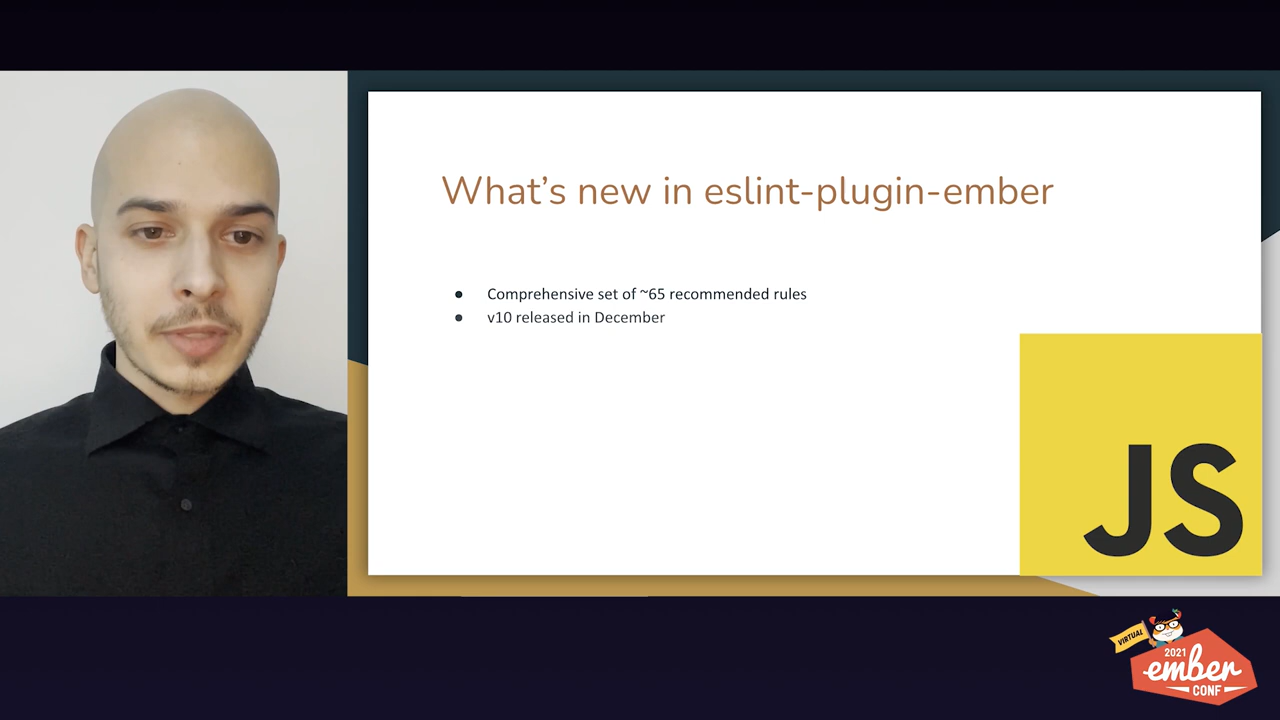 What’s new in eslint-plugin-ember
● Comprehensive set of ~65 recommended rules
● v10 released in December
JS
VIRTUAL
2021
ember
CONF